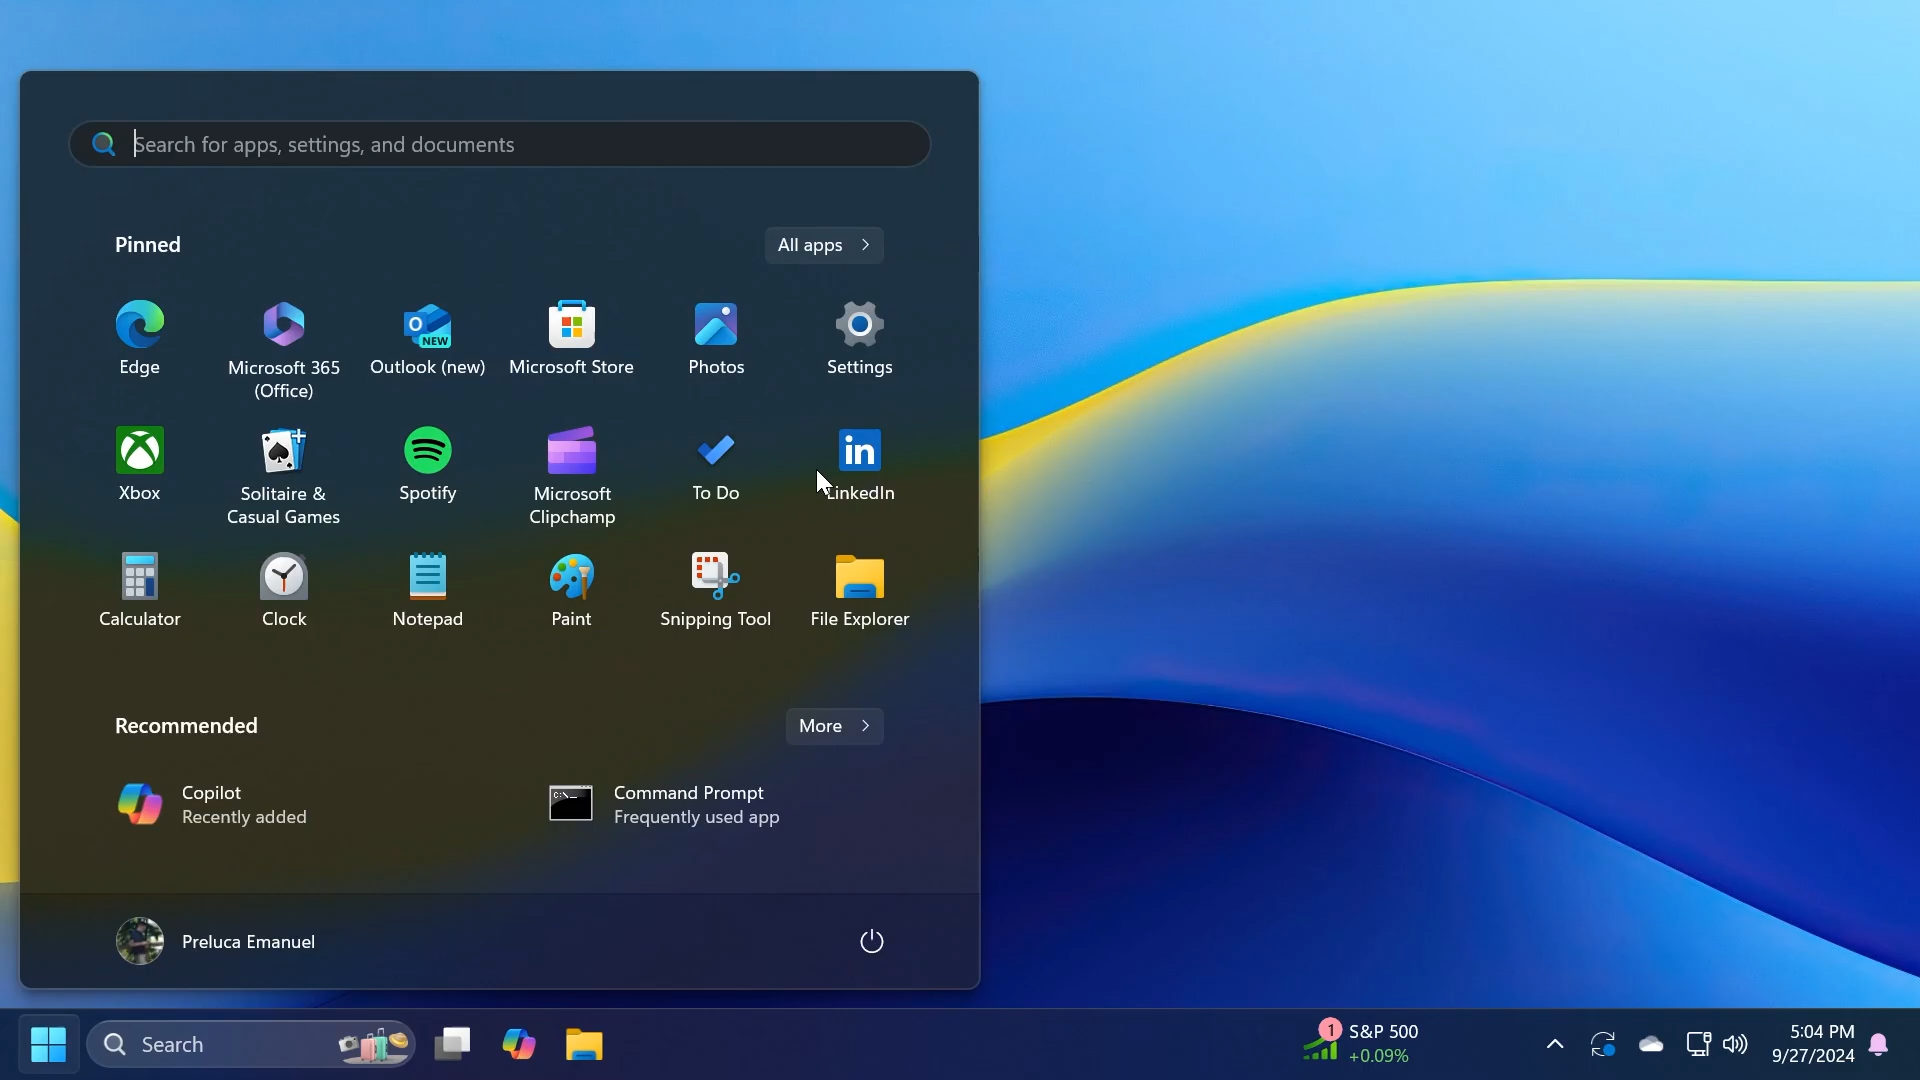 Search for apps, settings, and documents
Pinned
All apps
Edge
Microsoft 365
(Office)
Outlook (new)
Microsoft Store
Photos
Settings
Xbox
Solitaire &
Casual Games
Spotify
Microsoft
Clipchamp
To Do
LinkedIn
Calculator
Clock
Notepad
Paint
Snipping Tool
File Explorer
Recommended
More
Copilot
Recently added
Command Prompt
Frequently used app
Preluca Emanuel
Search
1
S&P 500
+0.09%
5:04 PM
9/27/2024
O
NEW
in
C:\_